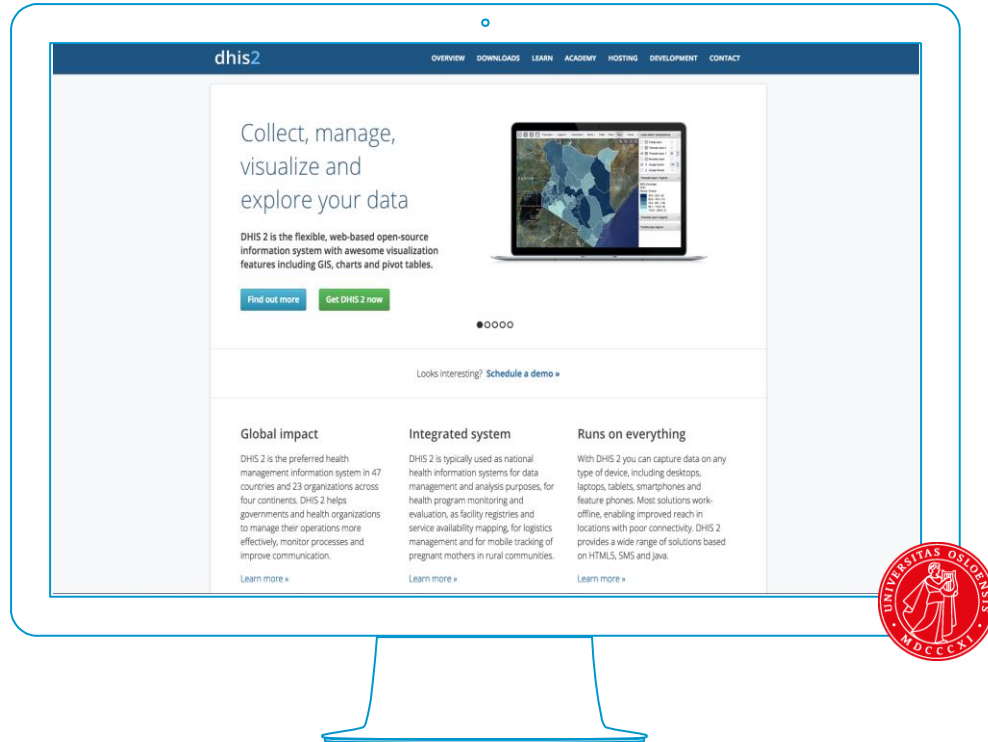 dhis2
OVERVIEW DOWNLOADS LEARN ACADEMY HOSTING DEVELOPMENT CONTACT
Collect, manage,
visualize and
explore your data
DHIS 2 is the flexible, web-based open-source
information system with awesome visualization
features including GIS, charts and pivot tables.
Find out more Get DHIS 2 now
Looks interesting? Schedule a demo »
Global impact
DHIS 2 is the preferred health
management information system in 47
countries and 23 organizations across
four continents. DHIS 2 helps
governments and health organizations
to manage their operations more
effectively, monitor processes and
improve communication.
Learn more »
Integrated system
DHIS 2 is typically used as national
health information systems for data
management and analysis purposes, for
health program monitoring and
evaluation, as facility registries and
service availability mapping, for logistics
management and for mobile tracking of
pregnant mothers in rural communities.
Learn more »
Runs on everything
With DHIS 2 you can capture data on any
type of device, including desktops,
laptops, tablets, smartphones and
feature phones. Most solutions work-
offline, enabling improved reach in
locations with poor connectivity. DHIS 2
provides a wide range of solutions based
on HTML5, SMS and Java.
Learn more »
UNIVERSITAS OSLOENSIS
MDCCCXI